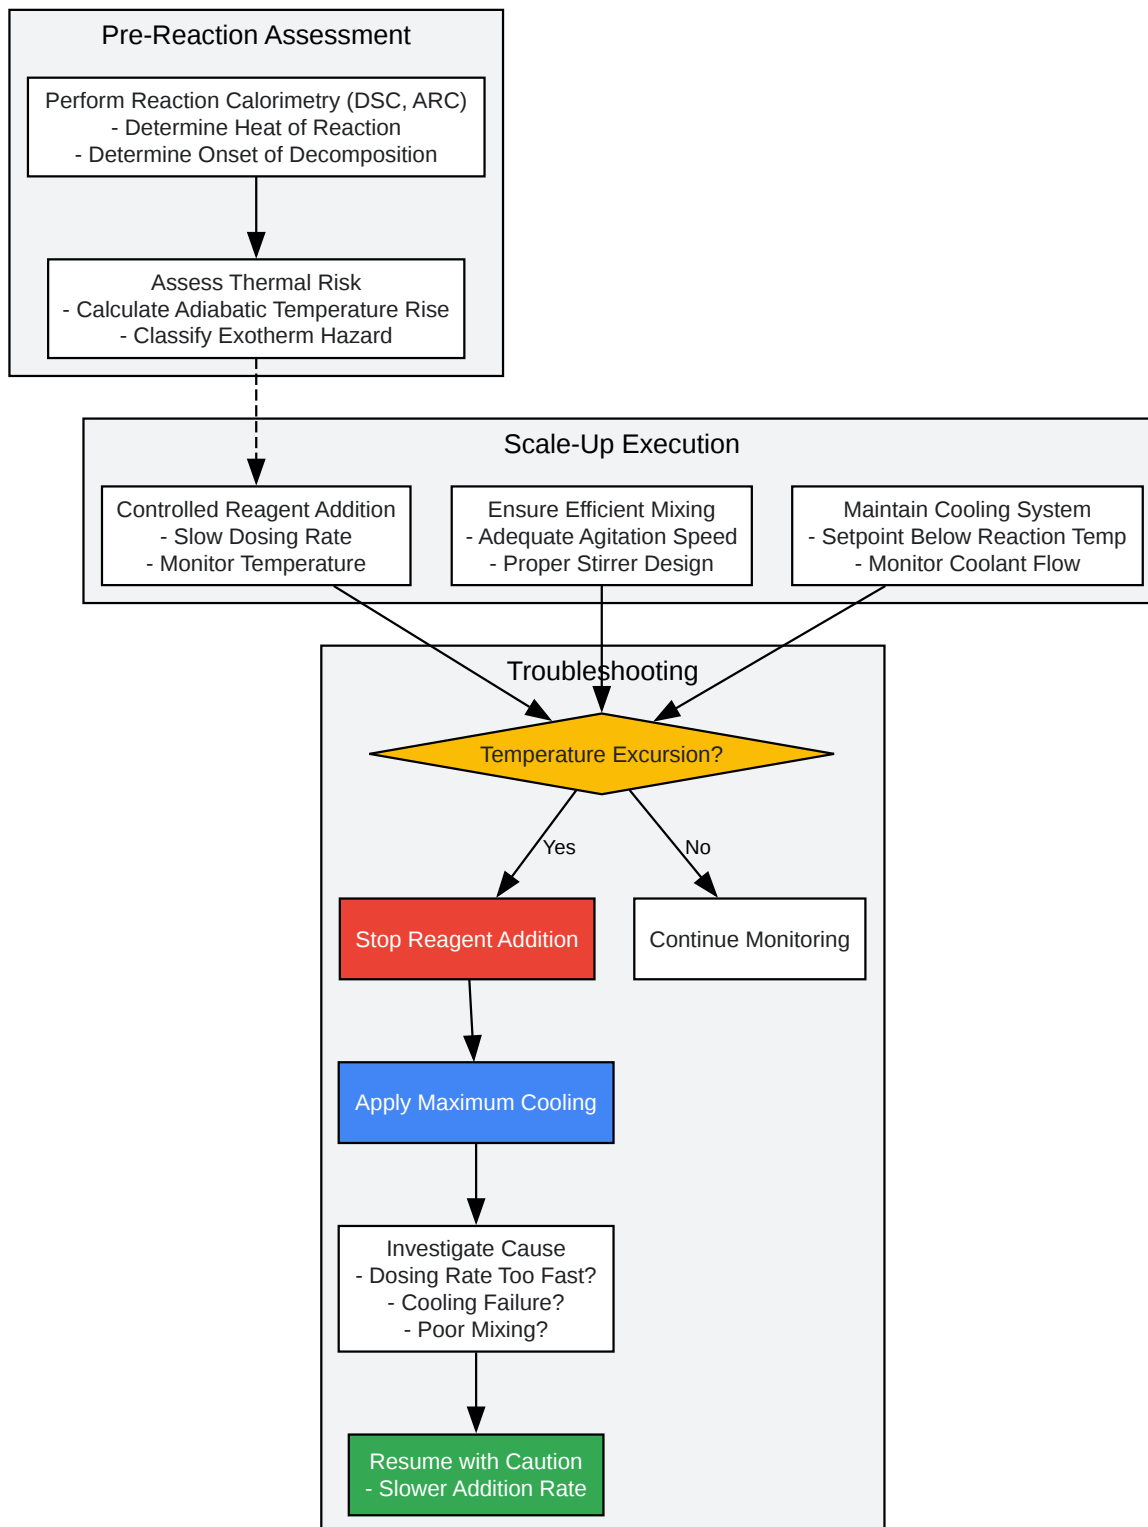 Pre-Reaction Assessment
Perform Reaction Calorimetry (DSC, ARC)
- Determine Heat of Reaction
- Determine Onset of Decomposition
Assess Thermal Risk
- Calculate Adiabatic Temperature Rise
- Classify Exotherm Hazard
Scale-Up Execution
Controlled Reagent Addition
- Slow Dosing Rate
- Monitor Temperature
Ensure Efficient Mixing
- Adequate Agitation Speed
- Proper Stirrer Design
Maintain Cooling System
- Setpoint Below Reaction Temp
- Monitor Coolant Flow
Troubleshooting
Temperature Excursion?
Yes
No
Stop Reagent Addition
Continue Monitoring
Apply Maximum Cooling
Investigate Cause
- Dosing Rate Too Fast?
- Cooling Failure?
- Poor Mixing?
Resume with Caution
- Slower Addition Rate